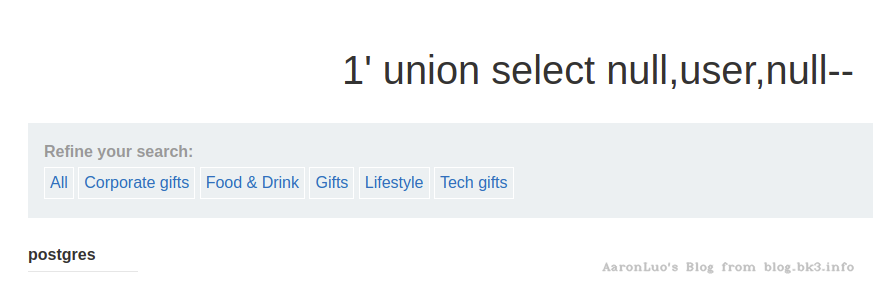 1' union select null,user,null--
Refine your search:
All Corporate gifts Food & Drink Gifts Lifestyle Tech gifts
postgres
AaronLuo's Blog from blog.bk3.info